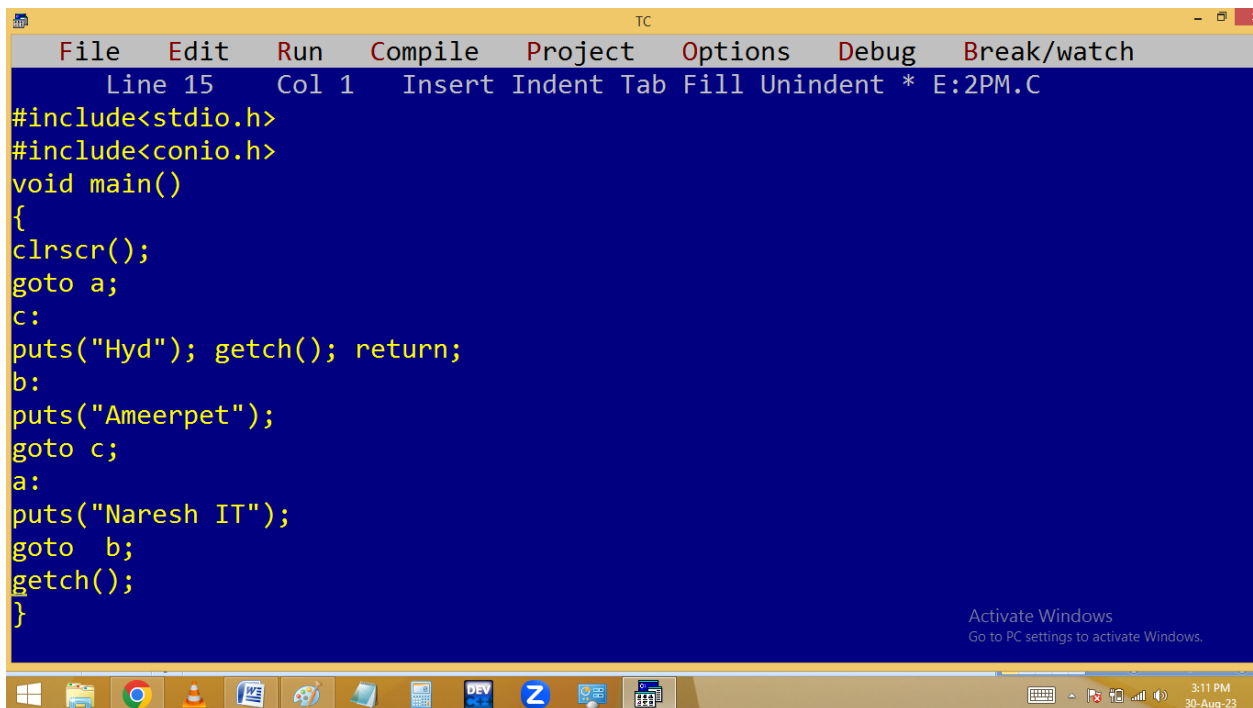 TC
File Edit Run Compile Project Options Debug Break/watch
Line 15 Col 1 Insert Indent Tab Fill Unindent * E:2PM.C
#include<stdio.h>
#include<conio.h>
void main()
{
clrscr();
goto a;
c:
puts("Hyd"); getch(); return;
b:
puts("Ameerpet");
goto c;
a:
puts("Naresh IT");
goto  b;
getch();
}
Activate Windows
Go to PC settings to activate Windows.
DEV
Z
3:11 PM
30-Aug-23